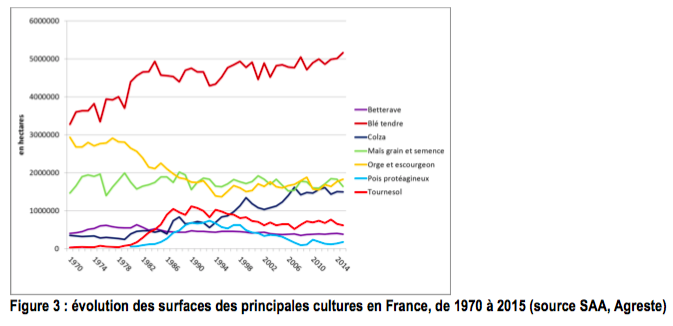 6000000
5000000
4000000
3000000
2000000
1000000
0
en hectares
1970
1974
1978
1982
1986
1990
1994
1998
2002
2006
2010
2014
Betterave
Blé tendre
Colza
Maïs grain et semence
Orge et escourgeon
Pois protéagineux
Tournesol
Figure 3 : évolution des surfaces des principales cultures en France, de 1970 à 2015 (source SAA, Agreste)